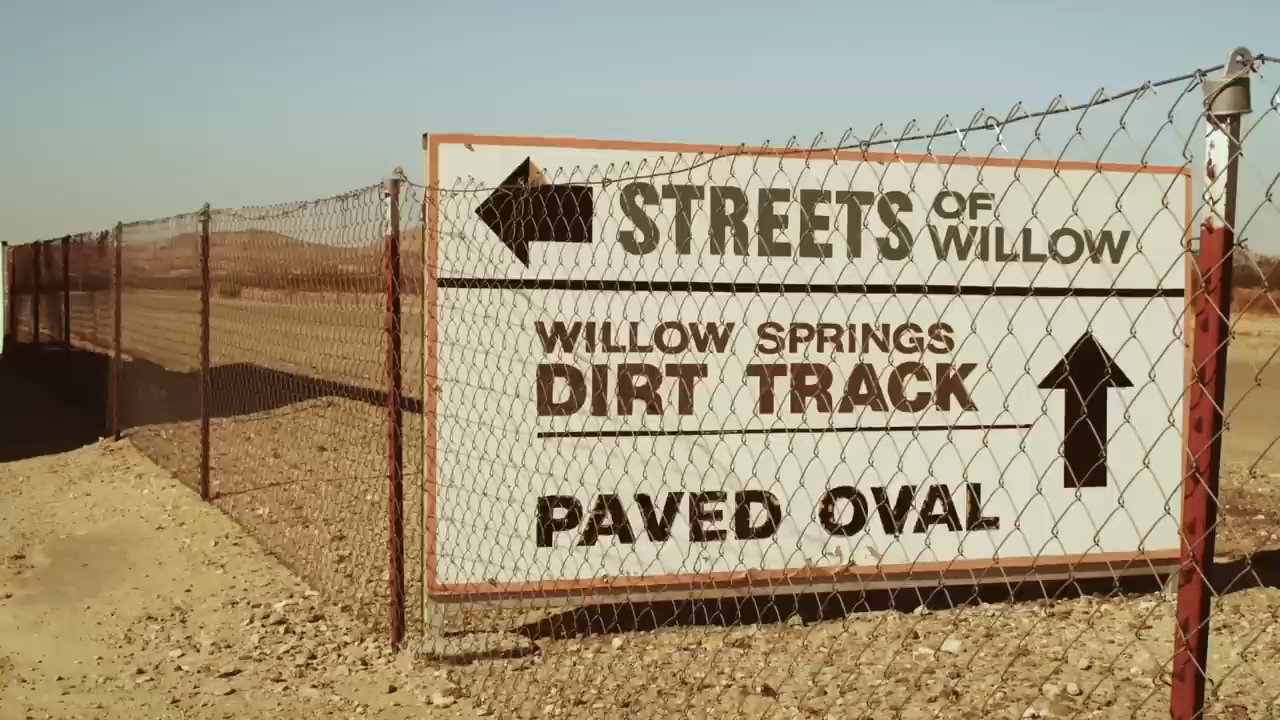 STREETS OF WILLOW
WILLOW SPRINGS
DIRT TRACK
PAVED OVAL